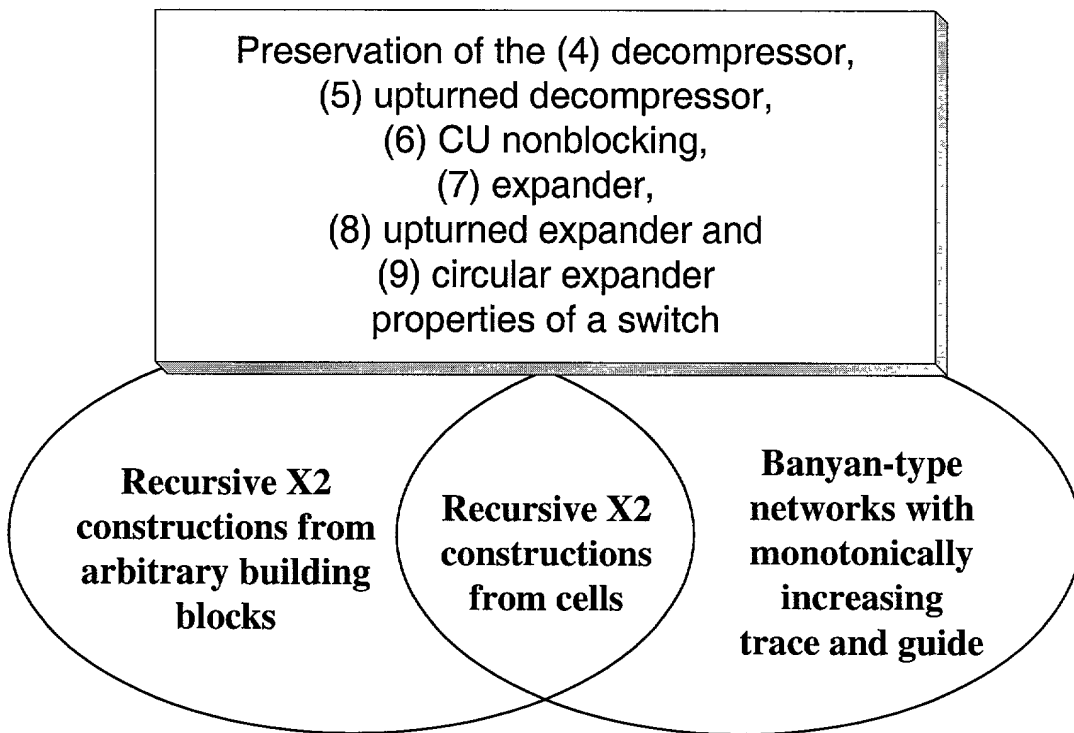 Preservation of the (4) decompressor,
(5) upturned decompressor,
(6) CU nonblocking,
(7) expander,
(8) upturned expander and
(9) circular expander
properties of a switch
Recursive X2
constructions from
arbitrary building
blocks
Recursive X2
constructions
from cells
Banyan-type
networks with
monotonically
increasing
trace and guide